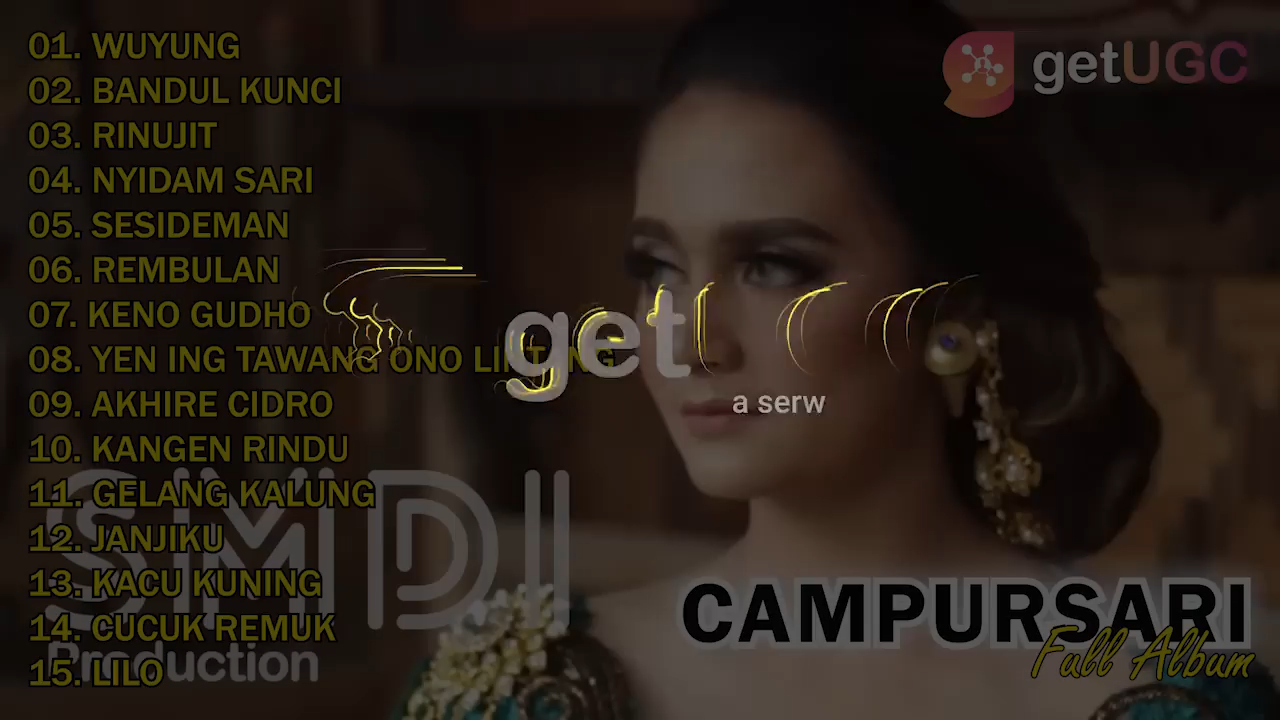 01. WUYUNG
02. BANDUL KUNCI
03. RINUJIT
04. NYIDAM SARI
05. SESIDEMAN
06. REMBULAN
07. KENO GUDHO
08. YEN ING TAWANG ONO LINTANG
09. AKHIRE CIDRO
10. KANGEN RINDU
11. GELANG KALUNG
12. JANJIKU
13. KACU KUNING
14. CUCUK REMUK
15. LILO
getUGC
get
a serw
SMDI
Production
CAMPURSARI
Full Album